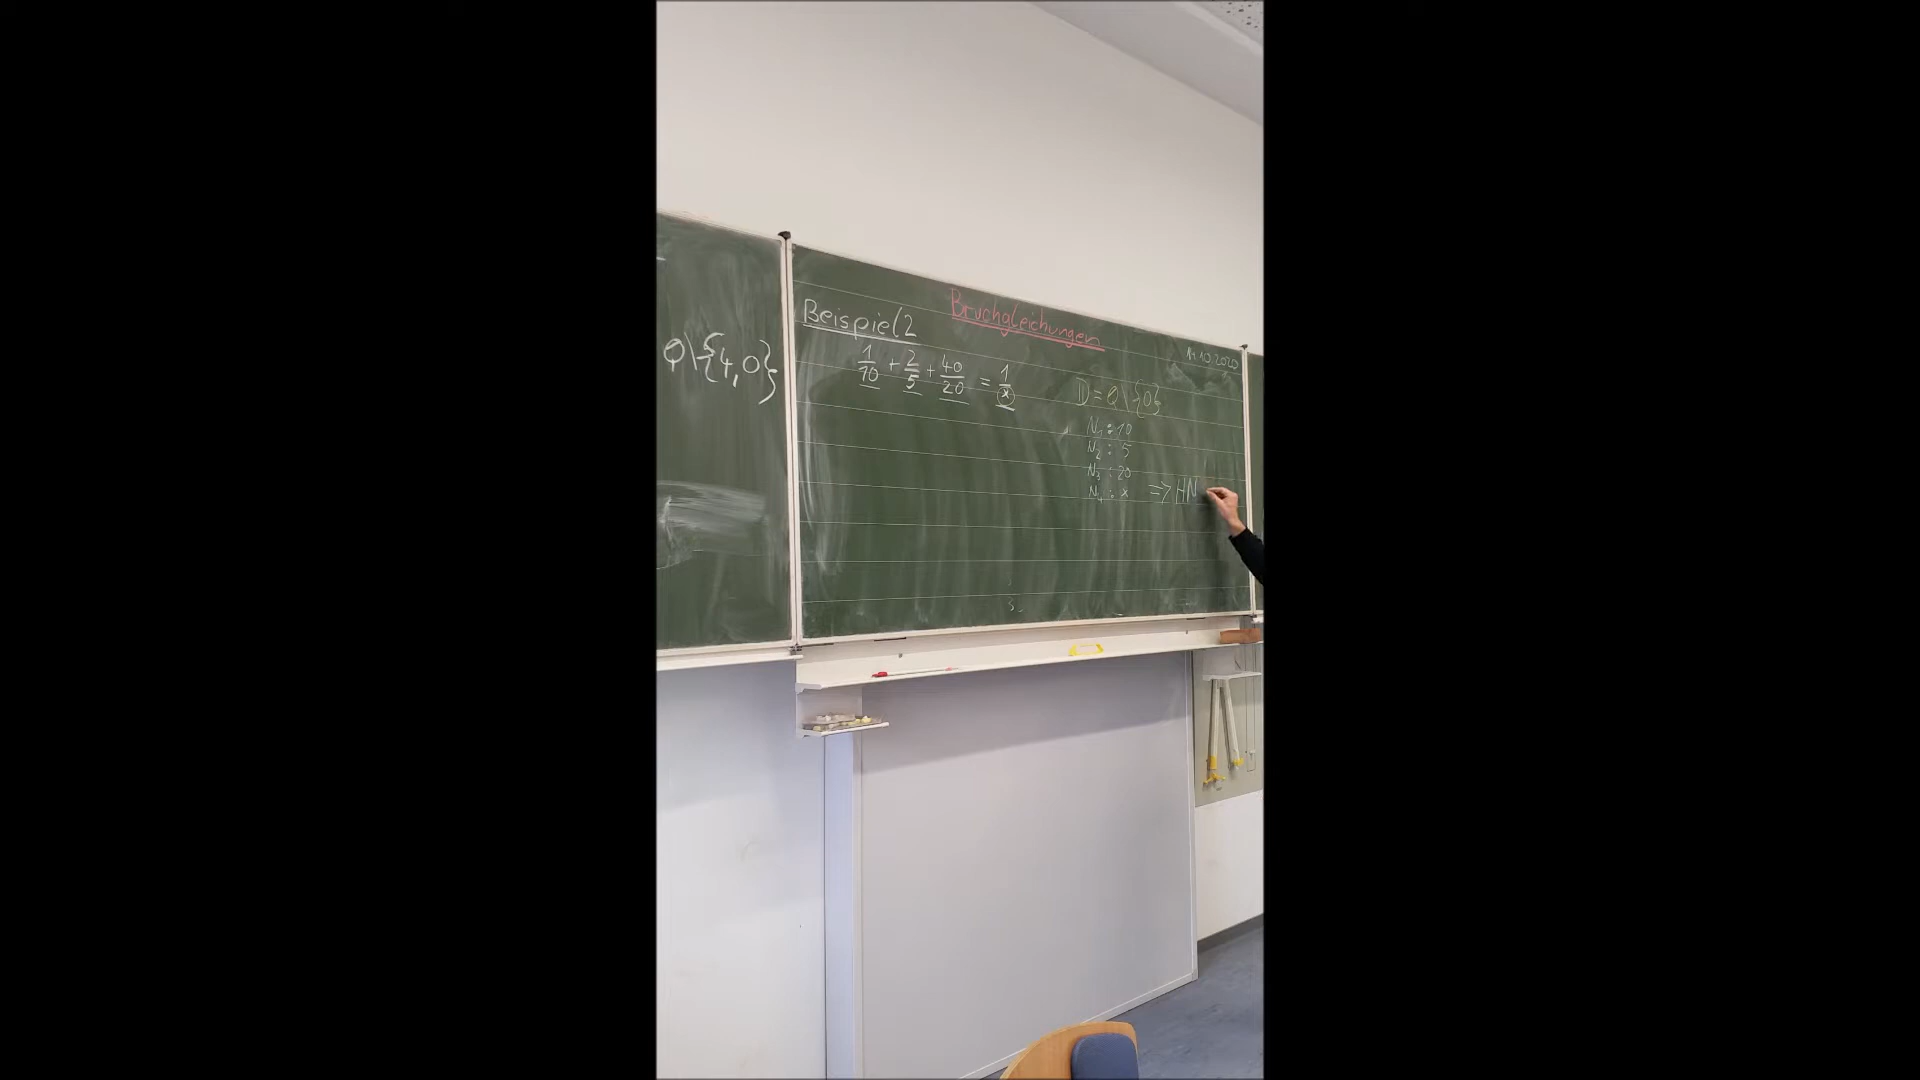 Q\{4,0}
Bruchgleichungen
Beispiel 2
11.10.2020
1/10 + 2/5 + 40/20 = 1/x
D = Q\{0}
N₁: 10
N₂: 5
N₃: 20
N₄: x => HN